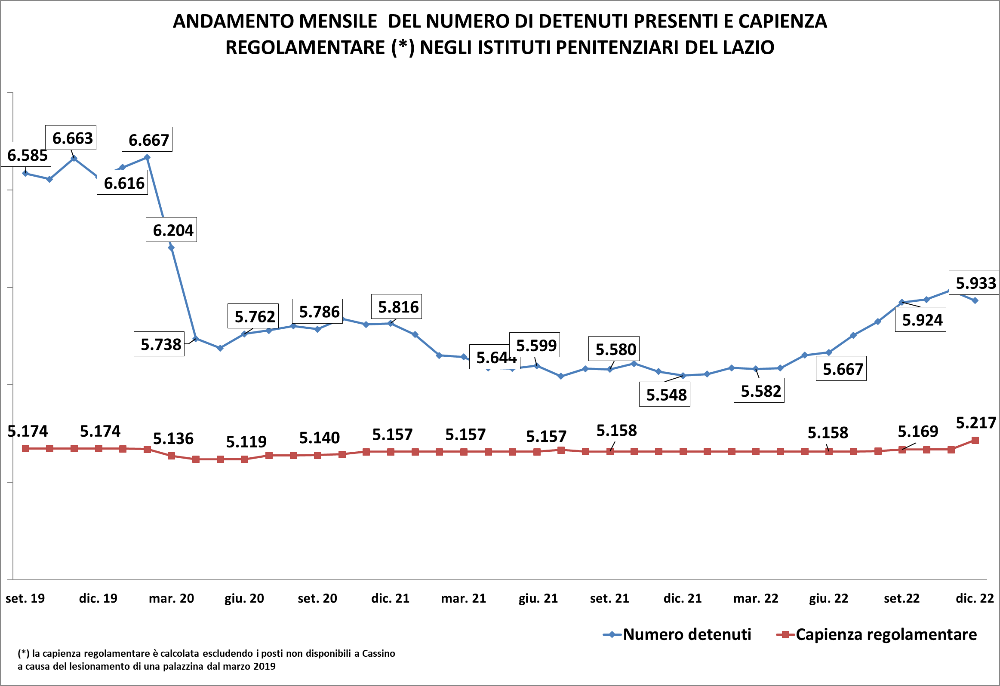 ANDAMENTO MENSILE  DEL NUMERO DI DETENUTI PRESENTI E CAPIENZA
REGOLAMENTARE (*) NEGLI ISTITUTI PENITENZIARI DEL LAZIO
6.585
6.663
6.616
6.667
6.204
5.738
5.762
5.786
5.816
5.644
5.599
5.580
5.548
5.582
5.667
5.924
5.933
5.174
5.174
5.136
5.119
5.140
5.157
5.157
5.157
5.158
5.158
5.169
5.217
set. 19
dic. 19
mar. 20
giu. 20
set. 20
dic. 21
mar. 21
giu. 21
set. 21
dic. 21
mar. 22
giu. 22
set.22
dic. 22
Numero detenuti
Capienza regolamentare
(*) la capienza regolamentare è calcolata escludendo i posti non disponibili a Cassino
a causa del lesionamento di una palazzina dal marzo 2019